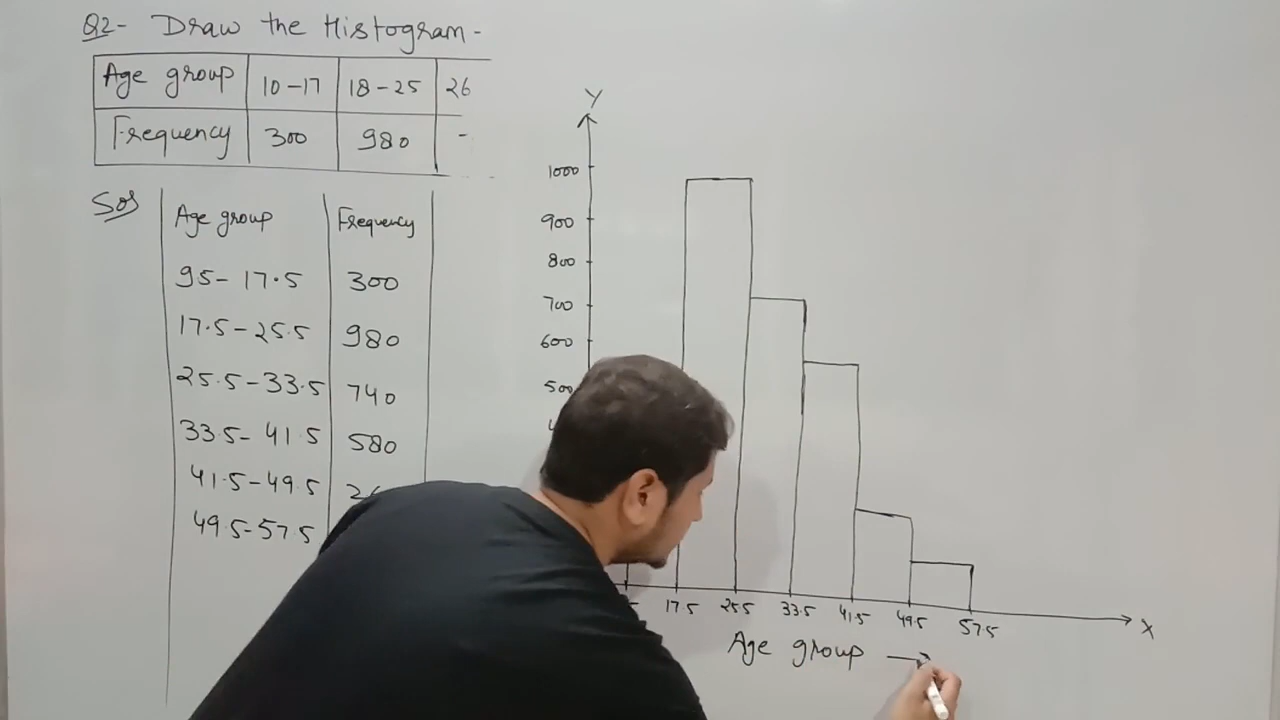 Q2- Draw the Histogram-
Age group 10-17 18-25 26
Frequency 300 980 -
Sol
Age group Frequency
95-17.5 300
17.5-25.5 980
25.5-33.5 740
33.5-41.5 580
41.5-49.5
49.5-57.5
Y
1000
900
800
700
600
500
17.5 25.5 33.5 41.5 49.5 57.5
X
Age group